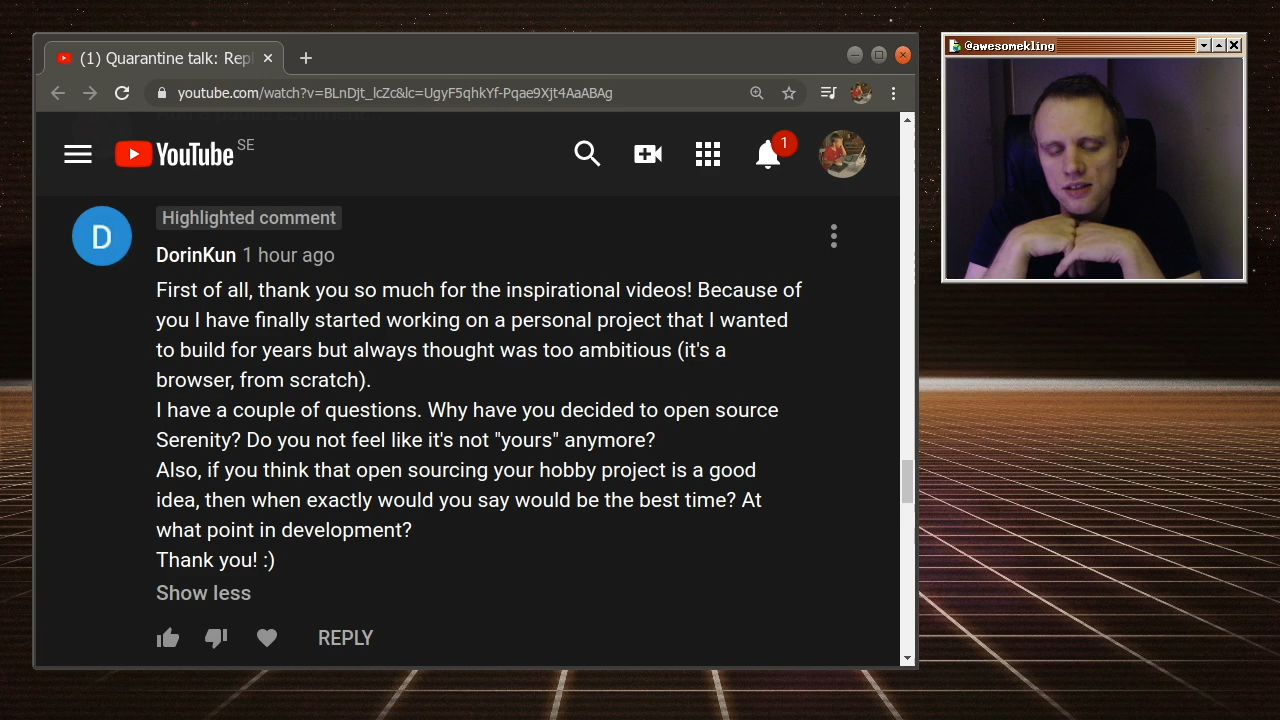 (1) Quarantine talk: Repl
@awesomekling
youtube.com/watch?v=BLnDjt_lcZc&lc=UgyF5qhkYf-Pqae9Xjt4AaABAg
Add a public comment...
YouTube SE
1
D
Highlighted comment
DorinKun 1 hour ago
First of all, thank you so much for the inspirational videos! Because of
you I have finally started working on a personal project that I wanted
to build for years but always thought was too ambitious (it's a
browser, from scratch).
I have a couple of questions. Why have you decided to open source
Serenity? Do you not feel like it's not "yours" anymore?
Also, if you think that open sourcing your hobby project is a good
idea, then when exactly would you say would be the best time? At
what point in development?
Thank you! :)
Show less
REPLY